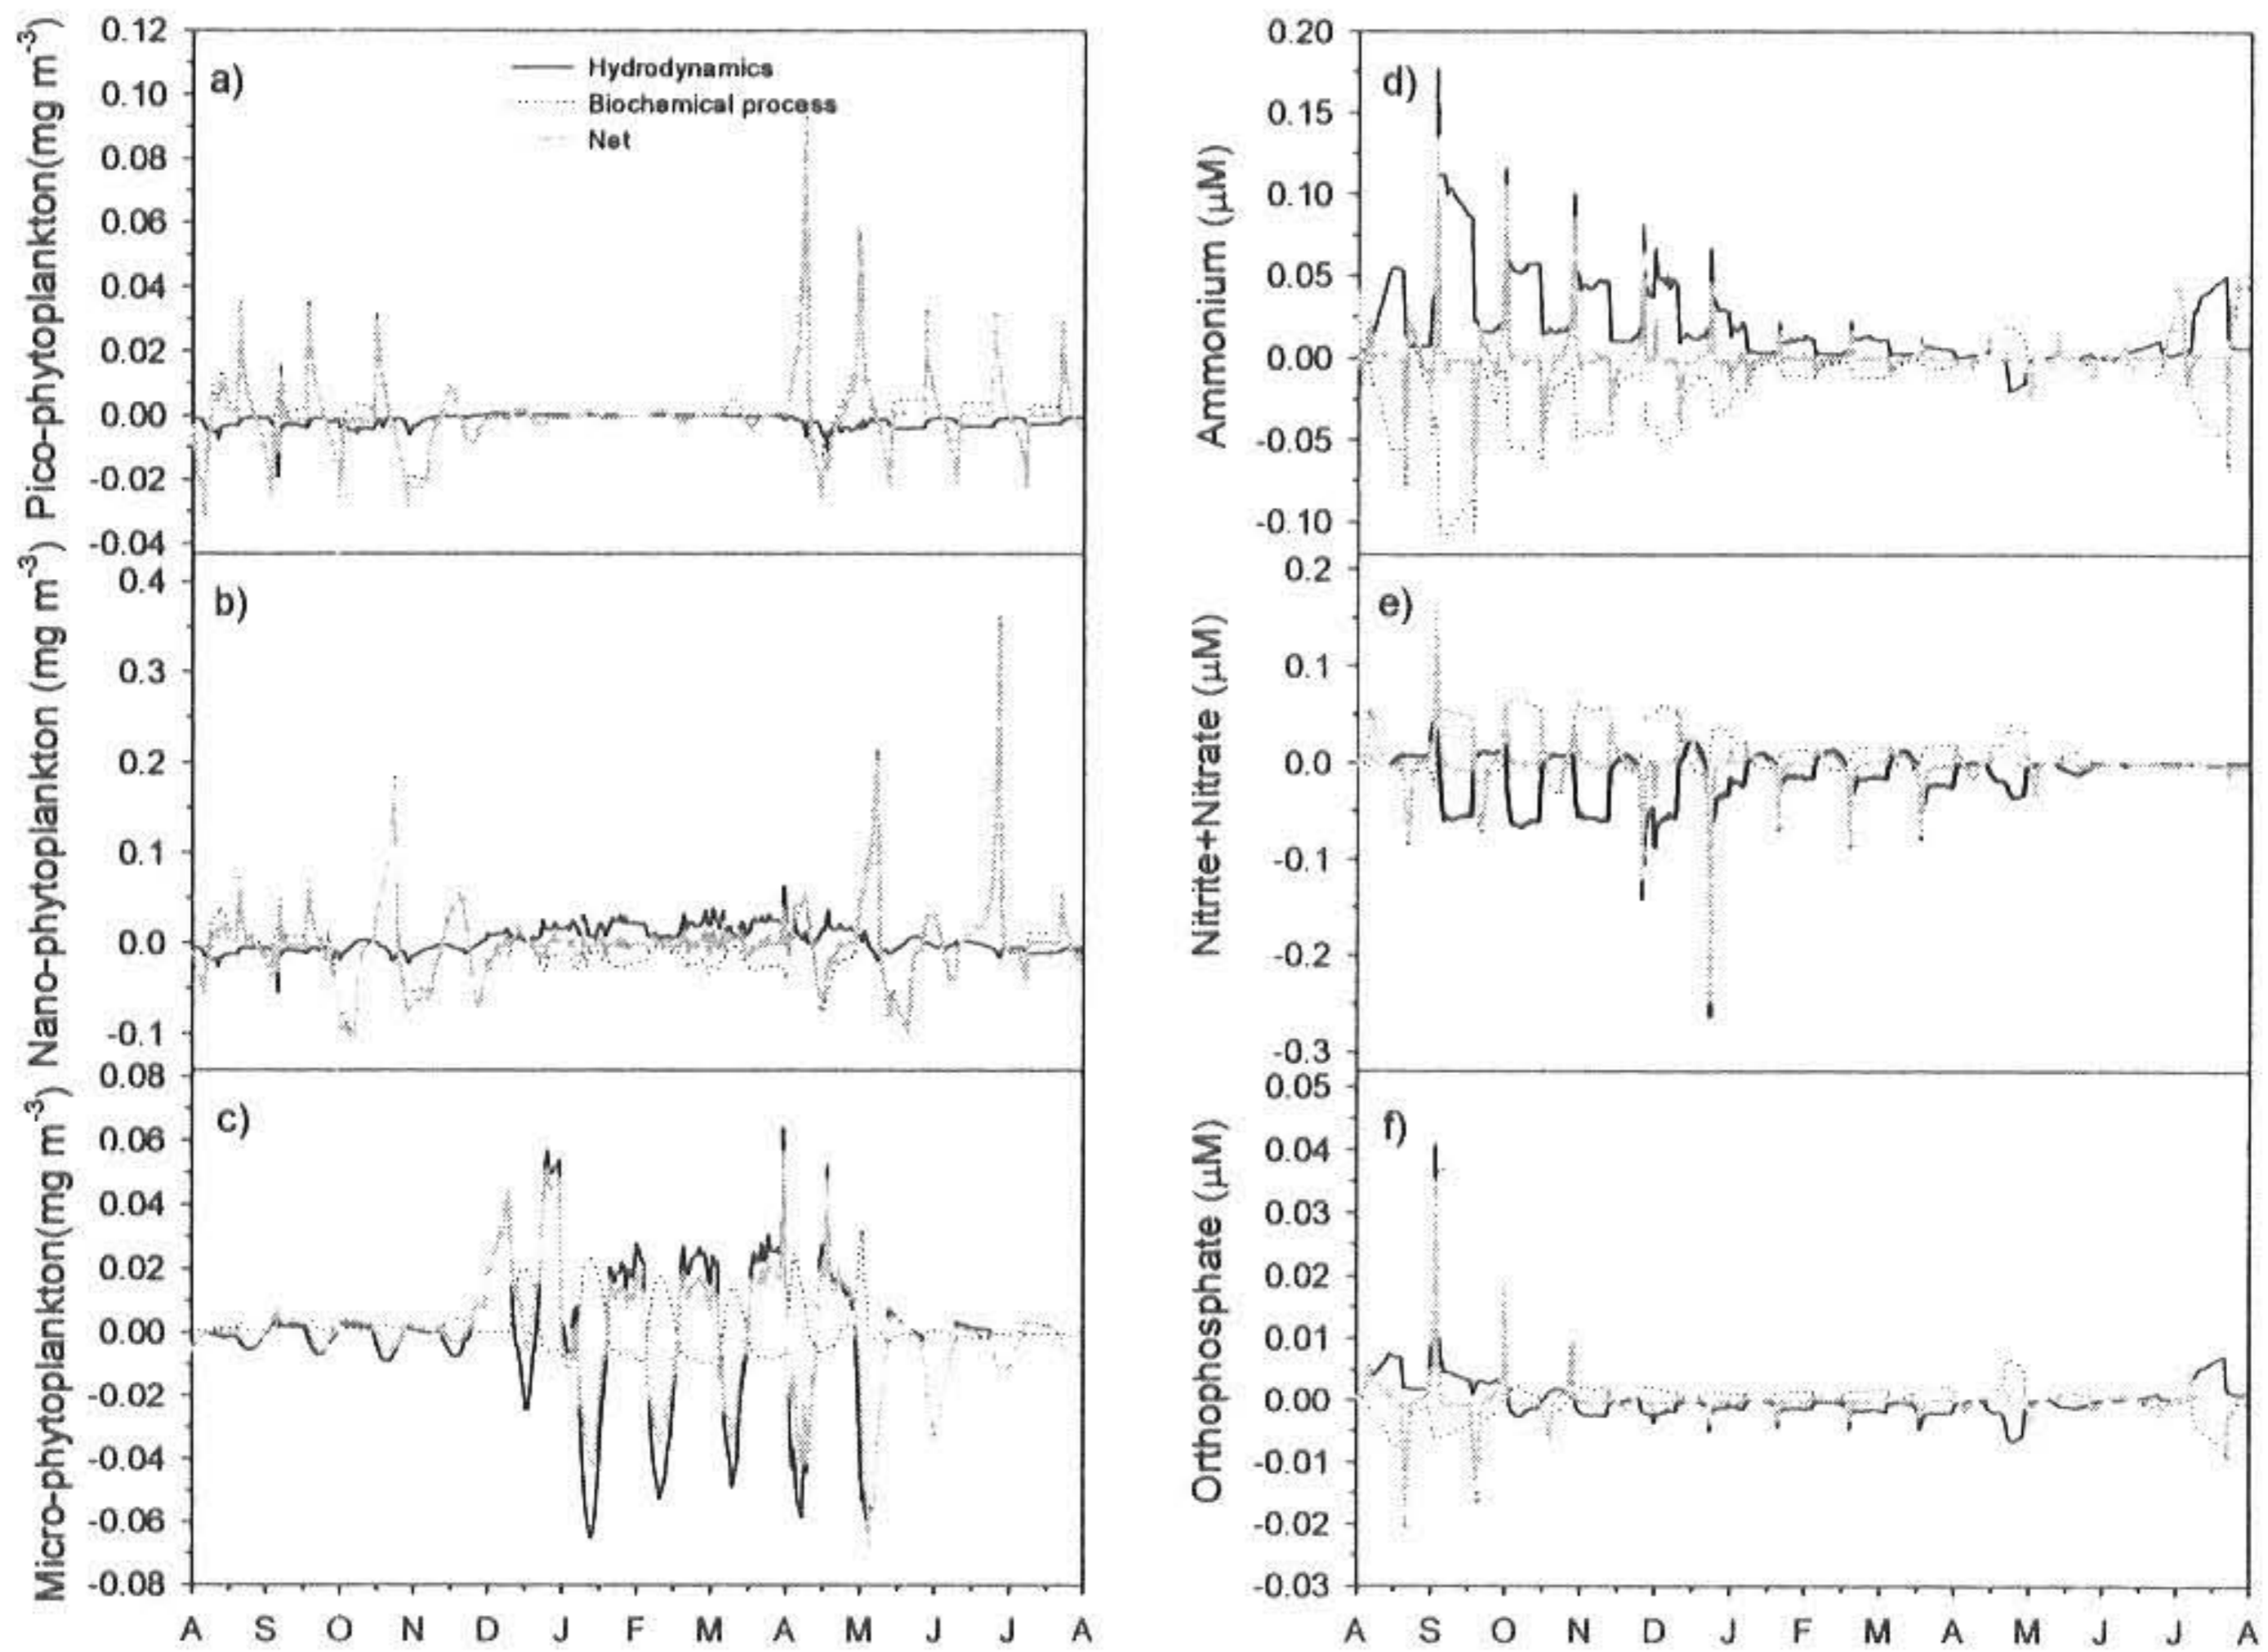 Pico-phytoplankton(mg m-3)
0.12
0.10
0.08
0.06
0.04
0.02
0.00
-0.02
-0.04
a)
Hydrodynamics
Biochemical process
Net
Nano-phytoplankton (mg m-3)
0.4
0.3
0.2
0.1
0.0
-0.1
b)
Micro-phytoplankton(mg m-3)
0.08
0.06
0.04
0.02
0.00
-0.02
-0.04
-0.06
-0.08
c)
A S O N D J F M A M J J A
Ammonium (µM)
0.20
0.15
0.10
0.05
0.00
-0.05
-0.10
d)
Nitrite+Nitrate (µM)
0.2
0.1
0.0
-0.1
-0.2
-0.3
e)
Orthophosphate (µM)
0.05
0.04
0.03
0.02
0.01
0.00
-0.01
-0.02
-0.03
f)
A S O N D J F M A M J J A